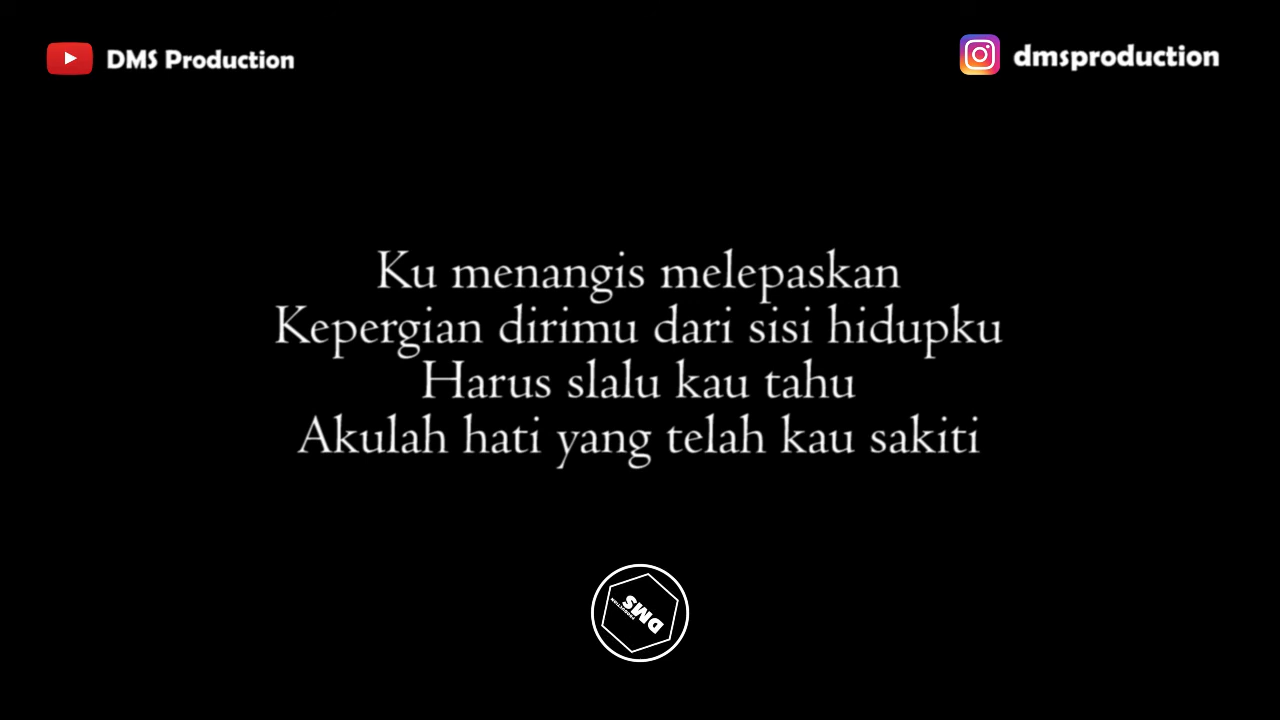 DMS Production
dmsproduction
Ku menangis melepaskan
Kepergian dirimu dari sisi hidupku
Harus slalu kau tahu
Akulah hati yang telah kau sakiti
DMS
PRODUCTION